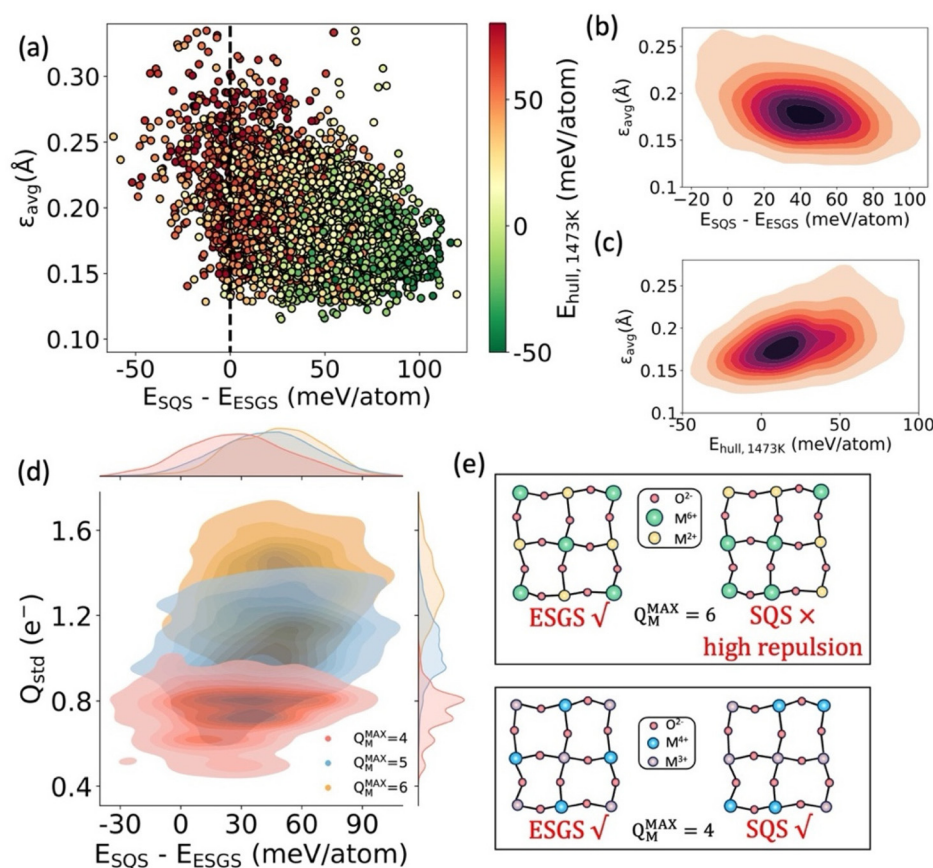 (a)
0.30
0.25
0.20
0.15
0.10
ε_avg(Å)
-50 0 50 100
E_SQS - E_ESGS (meV/atom)
50
0
-50
E_hull, 1473K (meV/atom)
(b)
0.25
0.2
0.15
0.1
ε_avg(Å)
-20 0 20 40 60 80 100
E_SQS - E_ESGS (meV/atom)
(c)
0.2
0.15
0.1
ε_avg(Å)
-50 0 50 100
E_hull, 1473K (meV/atom)
(d)
1.6
1.2
0.8
0.4
Q_std (e⁻)
Q_M^MAX=4
Q_M^MAX=5
Q_M^MAX=6
-30 0 30 60 90
E_SQS - E_ESGS (meV/atom)
(e)
O²⁻
M⁶⁺
M²⁺
ESGS √ Q_M^MAX = 6 SQS ×
high repulsion
O²⁻
M⁴⁺
M³⁺
ESGS √ Q_M^MAX = 4 SQS √